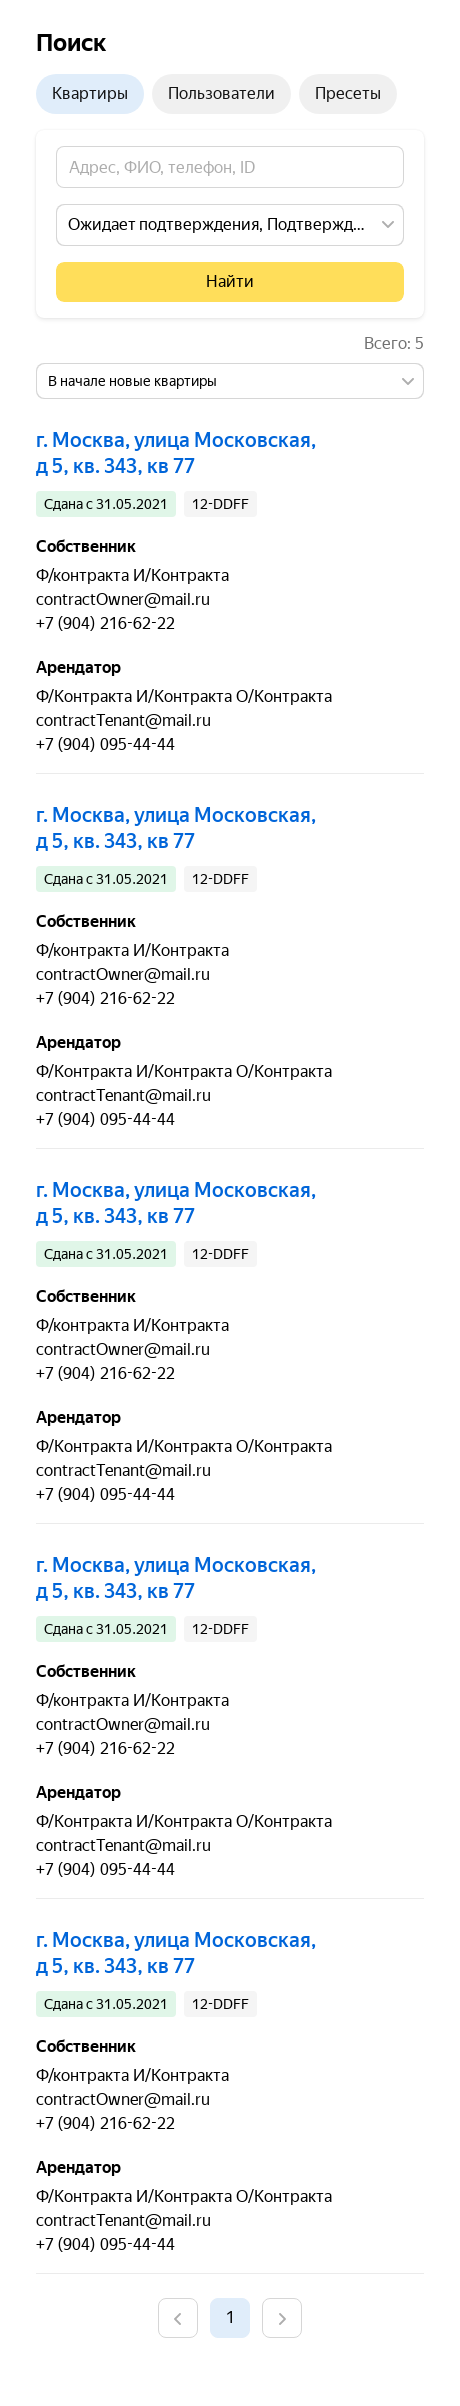 Поиск
Квартиры Пользователи Пресеты
Адрес, ФИО, телефон, ID
Ожидает подтверждения, Подтвержд...
Найти
Всего: 5
В начале новые квартиры
г. Москва, улица Московская,
д 5, кв. 343, кв 77
Сдана с 31.05.2021 12-DDFF
Собственник
Ф/контракта И/Контракта
contractOwner@mail.ru
+7 (904) 216-62-22
Арендатор
Ф/Контракта И/Контракта О/Контракта
contractTenant@mail.ru
+7 (904) 095-44-44
г. Москва, улица Московская,
д 5, кв. 343, кв 77
Сдана с 31.05.2021 12-DDFF
Собственник
Ф/контракта И/Контракта
contractOwner@mail.ru
+7 (904) 216-62-22
Арендатор
Ф/Контракта И/Контракта О/Контракта
contractTenant@mail.ru
+7 (904) 095-44-44
г. Москва, улица Московская,
д 5, кв. 343, кв 77
Сдана с 31.05.2021 12-DDFF
Собственник
Ф/контракта И/Контракта
contractOwner@mail.ru
+7 (904) 216-62-22
Арендатор
Ф/Контракта И/Контракта О/Контракта
contractTenant@mail.ru
+7 (904) 095-44-44
г. Москва, улица Московская,
д 5, кв. 343, кв 77
Сдана с 31.05.2021 12-DDFF
Собственник
Ф/контракта И/Контракта
contractOwner@mail.ru
+7 (904) 216-62-22
Арендатор
Ф/Контракта И/Контракта О/Контракта
contractTenant@mail.ru
+7 (904) 095-44-44
г. Москва, улица Московская,
д 5, кв. 343, кв 77
Сдана с 31.05.2021 12-DDFF
Собственник
Ф/контракта И/Контракта
contractOwner@mail.ru
+7 (904) 216-62-22
Арендатор
Ф/Контракта И/Контракта О/Контракта
contractTenant@mail.ru
+7 (904) 095-44-44
1